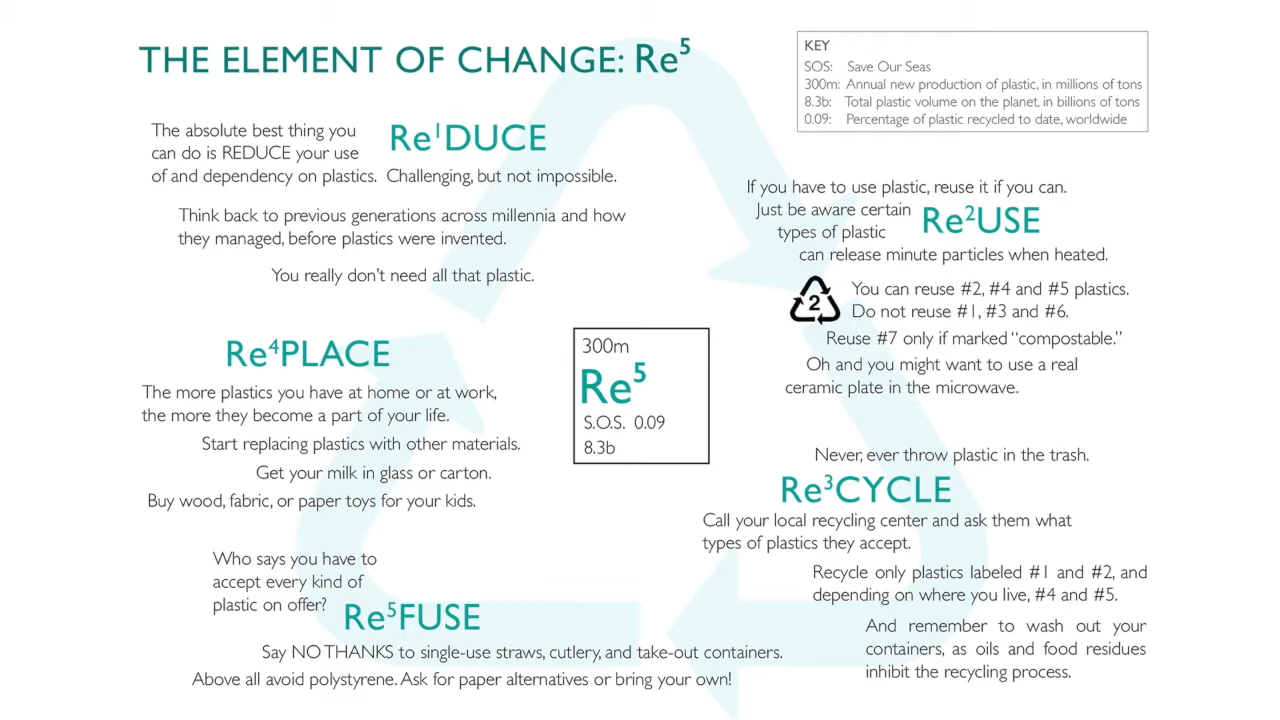 THE ELEMENT OF CHANGE: Re⁵
KEY
SOS: Save Our Seas
300m: Annual new production of plastic, in millions of tons
8.3b: Total plastic volume on the planet, in billions of tons
0.09: Percentage of plastic recycled to date, worldwide
Re¹DUCE
The absolute best thing you
can do is REDUCE your use
of and dependency on plastics. Challenging, but not impossible.
Think back to previous generations across millennia and how
they managed, before plastics were invented.
You really don't need all that plastic.
If you have to use plastic, reuse it if you can.
Just be aware certain
types of plastic
Re²USE
can release minute particles when heated.
2
You can reuse #2, #4 and #5 plastics.
Do not reuse #1, #3 and #6.
Reuse #7 only if marked “compostable.”
Oh and you might want to use a real
ceramic plate in the microwave.
300m
Re⁵
S.O.S. 0.09
8.3b
Never, ever throw plastic in the trash.
Re³CYCLE
Call your local recycling center and ask them what
types of plastics they accept.
Recycle only plastics labeled #1 and #2, and
depending on where you live, #4 and #5.
And remember to wash out your
containers, as oils and food residues
inhibit the recycling process.
Re⁴PLACE
The more plastics you have at home or at work,
the more they become a part of your life.
Start replacing plastics with other materials.
Get your milk in glass or carton.
Buy wood, fabric, or paper toys for your kids.
Who says you have to
accept every kind of
plastic on offer?
Re⁵FUSE
Say NO THANKS to single-use straws, cutlery, and take-out containers.
Above all avoid polystyrene. Ask for paper alternatives or bring your own!